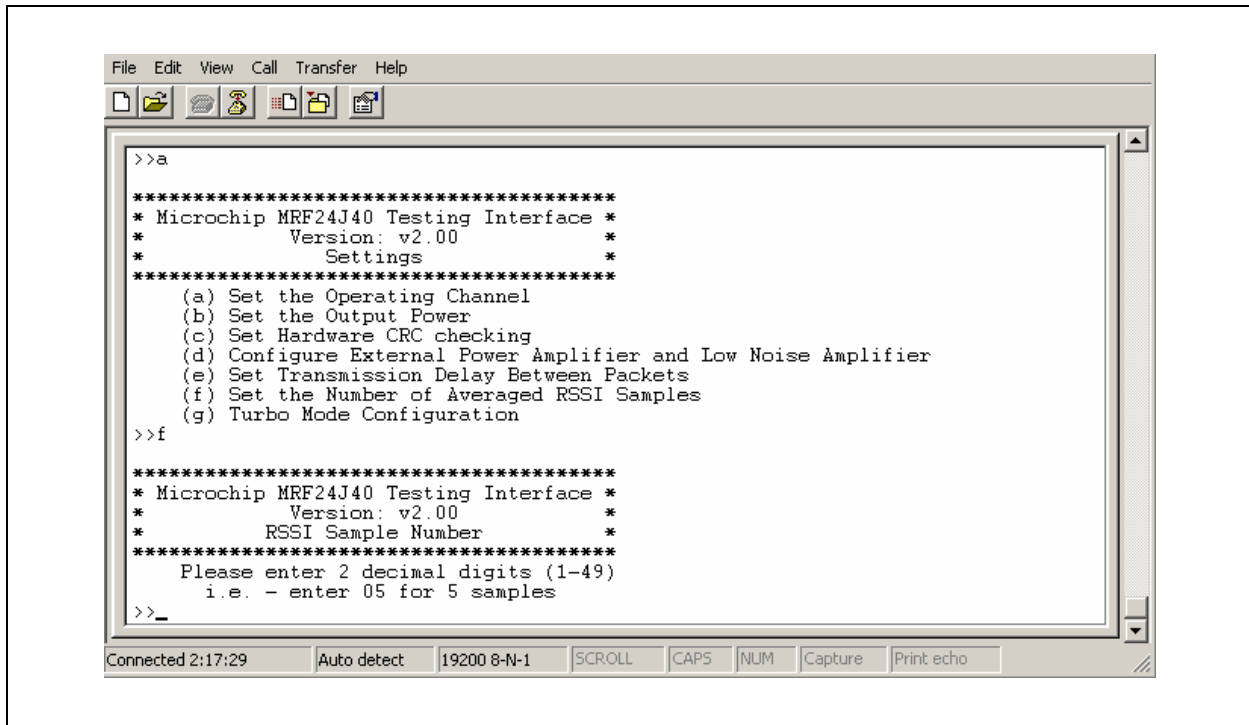 File Edit View Call Transfer Help
>>a
*****************************************
* Microchip MRF24J40 Testing Interface *
* Version: v2.00 *
* Settings *
*****************************************
(a) Set the Operating Channel
(b) Set the Output Power
(c) Set Hardware CRC checking
(d) Configure External Power Amplifier and Low Noise Amplifier
(e) Set Transmission Delay Between Packets
(f) Set the Number of Averaged RSSI Samples
(g) Turbo Mode Configuration
>>f
*****************************************
* Microchip MRF24J40 Testing Interface *
* Version: v2.00 *
* RSSI Sample Number *
*****************************************
Please enter 2 decimal digits (1-49)
i.e. - enter 05 for 5 samples
>>_
Connected 2:17:29 Auto detect 19200 8-N-1 SCROLL CAPS NUM Capture Print echo